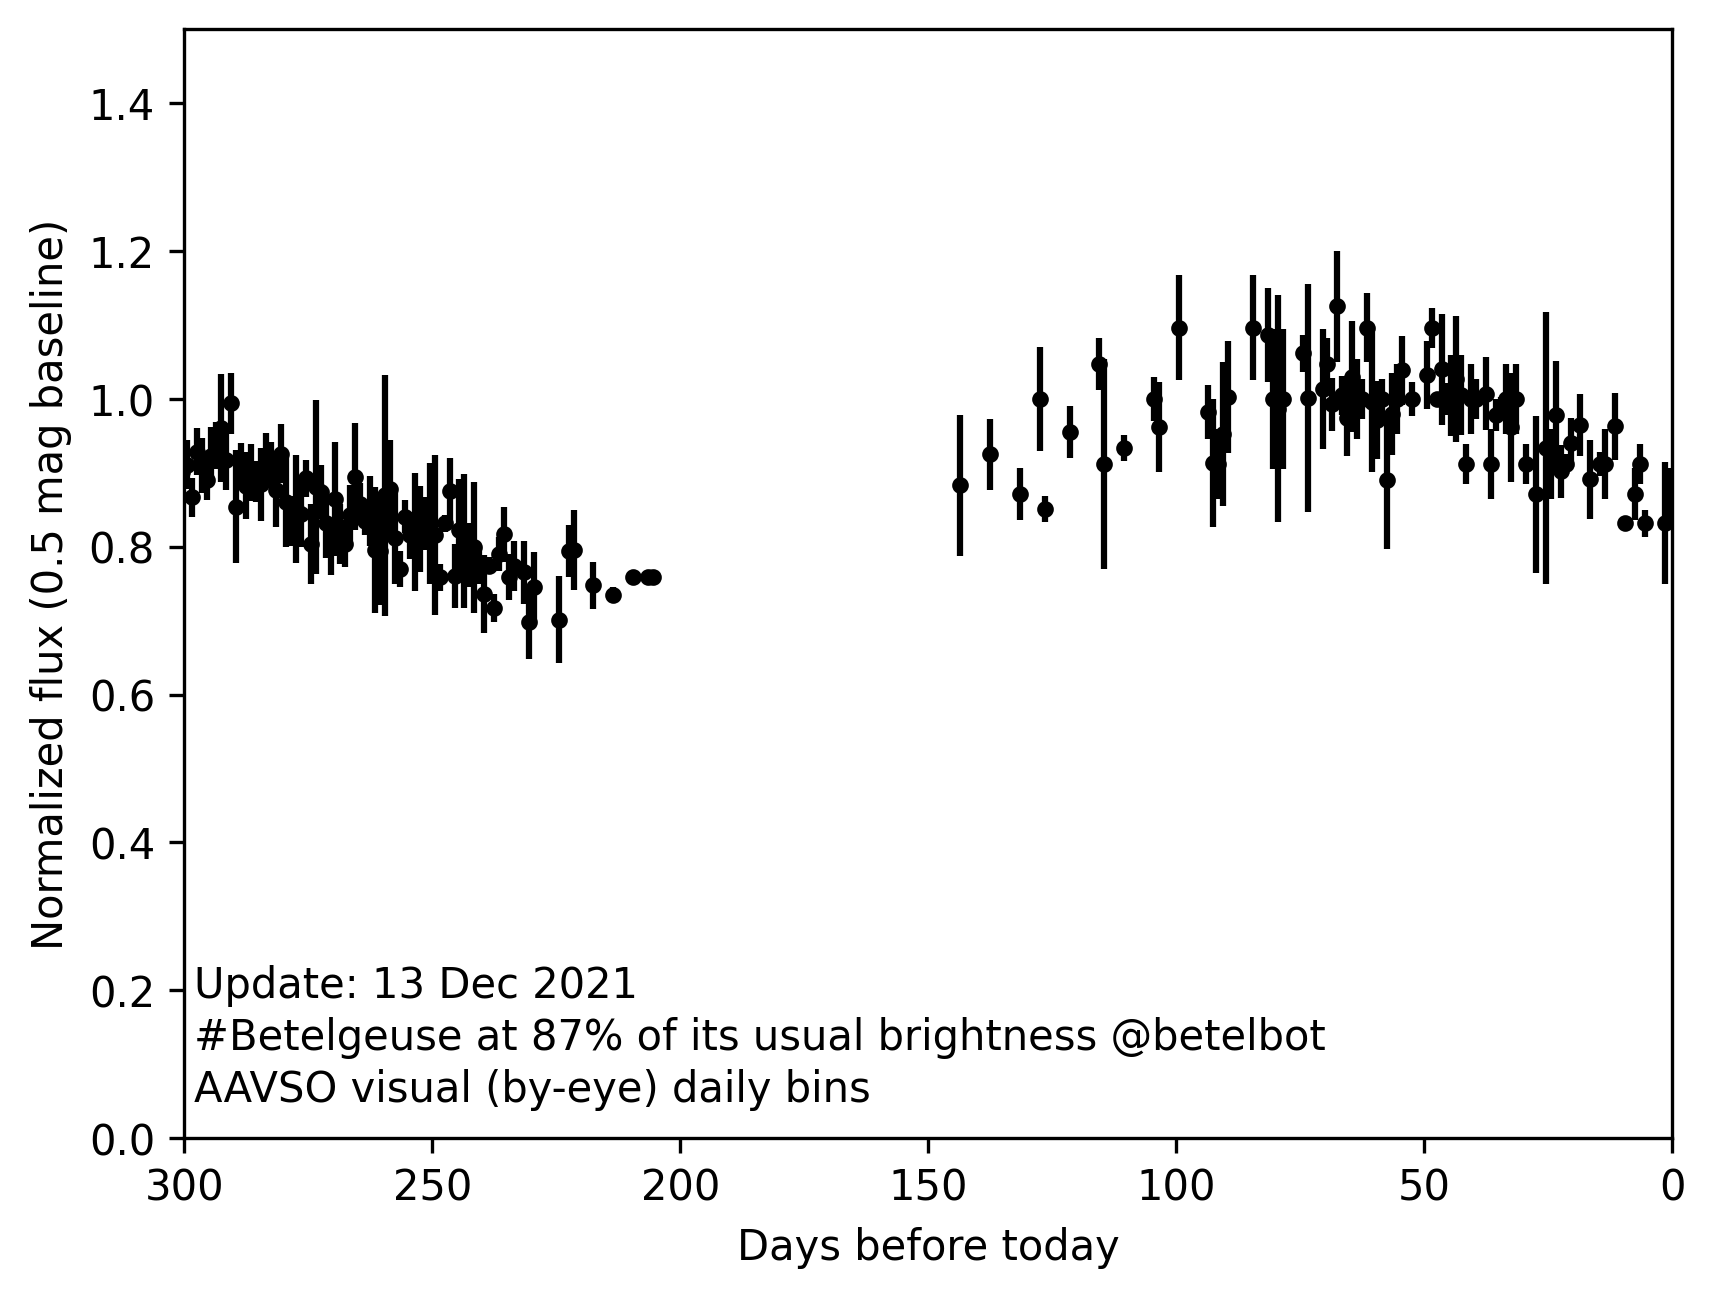 1.4
1.2
1.0
0.8
0.6
0.4
0.2
0.0
Normalized flux (0.5 mag baseline)
Update: 13 Dec 2021
#Betelgeuse at 87% of its usual brightness @betelbot
AAVSO visual (by-eye) daily bins
300 250 200 150 100 50 0
Days before today